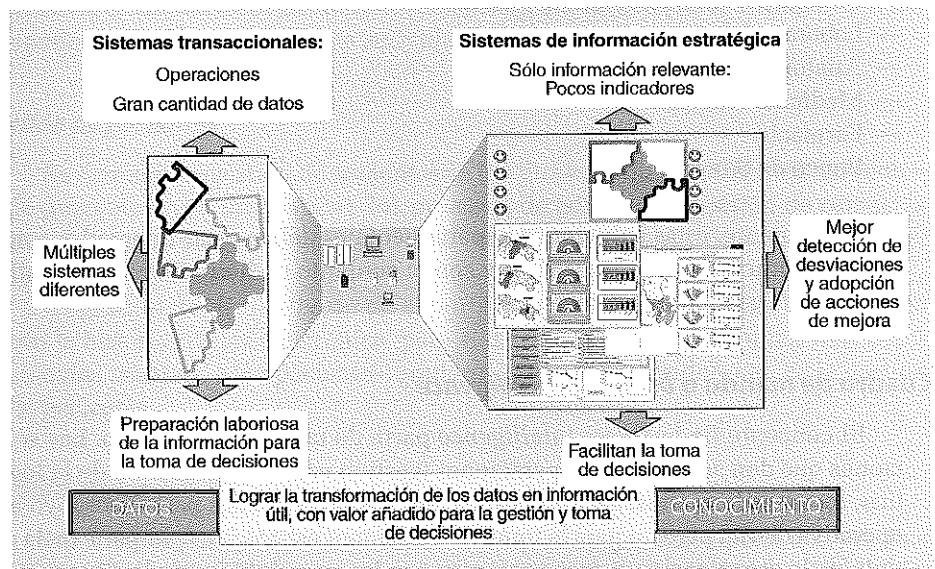 Sistemas transaccionales:
Operaciones
Gran cantidad de datos
Sistemas de información estratégica
Sólo información relevante:
Pocos indicadores
Múltiples
sistemas
diferentes
Mejor
detección de
desviaciones
y adopción
de acciones
de mejora
Preparación laboriosa
de la información para
la toma de decisiones
Facilitan la toma
de decisiones
DATOS
Lograr la transformación de los datos en información
útil, con valor añadido para la gestión y toma
de decisiones
CONOCIMIENTO